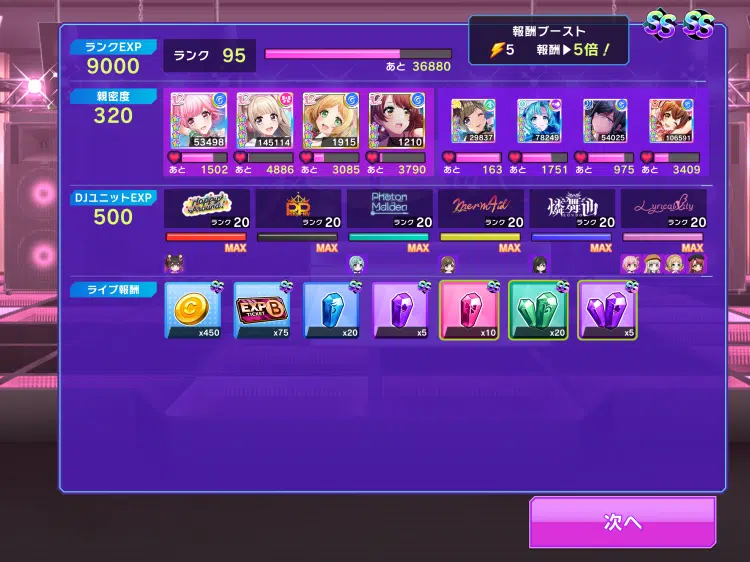 報酬ブースト
5 報酬▶5倍！
SS SS
ランクEXP
9000
ランク 95
あと 36880
親密度
320
53498
145114
1915
1210
29837
78249
54025
106591
あと 1502
あと 4886
あと 3085
あと 3790
あと 163
あと 1751
あと 975
あと 3409
DJユニットEXP
500
Happy Around!
ランク 20
ランク 20
Photon Maiden
ランク 20
Merm4id
ランク 20
燐舞曲
ランク 20
Lyrical Lily
ランク 20
MAX
MAX
MAX
MAX
MAX
MAX
ライブ報酬
x450
EXP B
TICKET
x75
x20
x5
x10
x20
x5
次へ